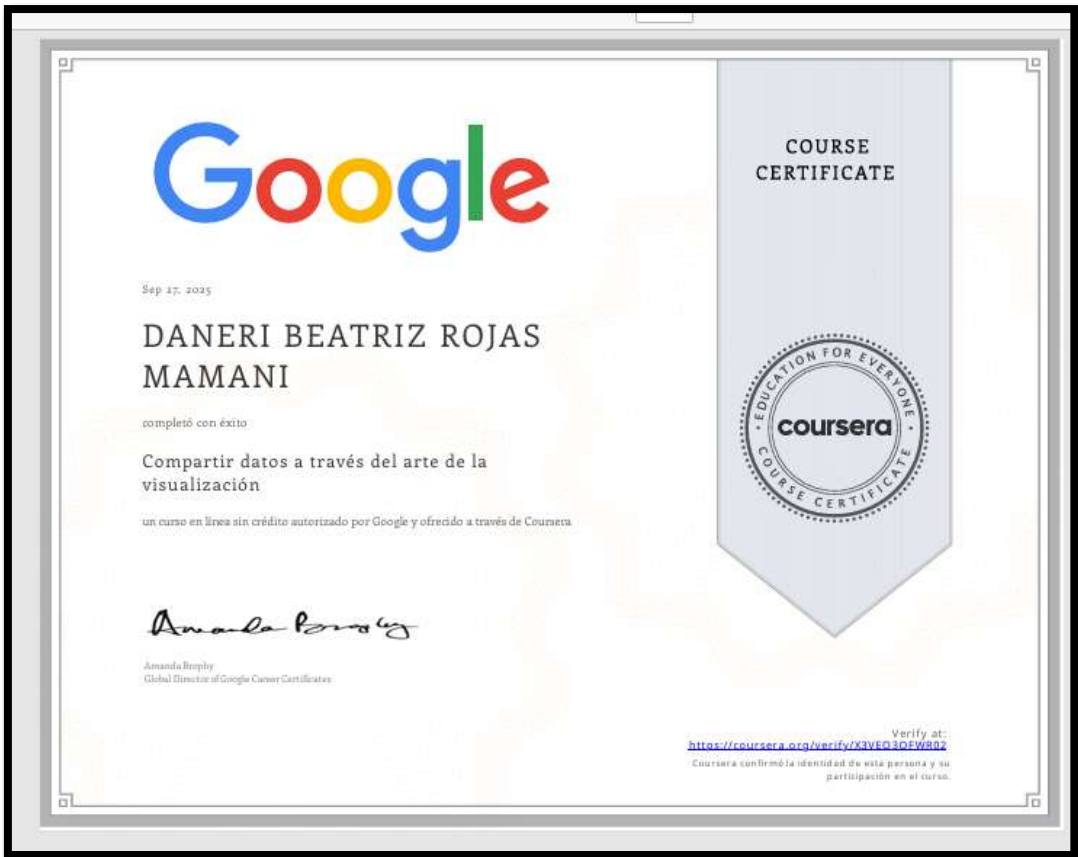 Google
Sep 17, 2025
DANERI BEATRIZ ROJAS
MAMANI
completó con éxito
Compartir datos a través del arte de la
visualización
un curso en línea sin crédito autorizado por Google y ofrecido a través de Coursera
Amanda Brophy
Amanda Brophy
Global Director of Google Career Certificates
COURSE
CERTIFICATE
EDUCATION FOR EVERYONE
coursera
COURSE CERTIFICATE
Verify at:
https://coursera.org/verify/X3VEO3OFWR02
Coursera confirmó la identidad de esta persona y su
participación en el curso.